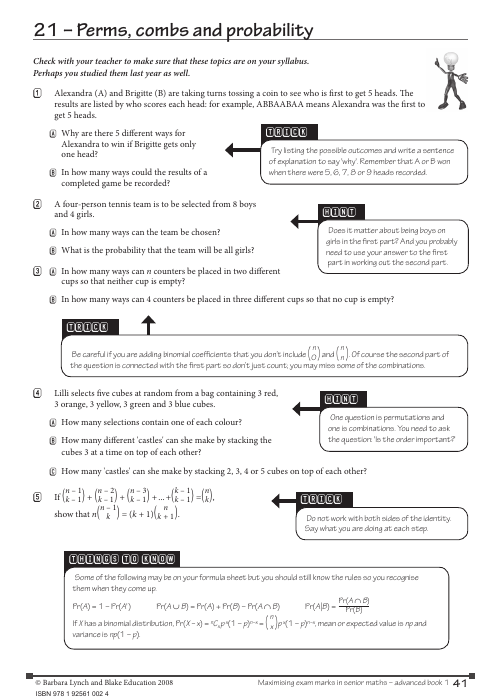 21 – Perms, combs and probability
Check with your teacher to make sure that these topics are on your syllabus.
Perhaps you studied them last year as well.
1 Alexandra (A) and Brigitte (B) are taking turns tossing a coin to see who is first to get 5 heads. The
results are listed by who scores each head: for example, ABBAABAA means Alexandra was the first to
get 5 heads.
A Why are there 5 different ways for
Alexandra to win if Brigitte gets only
one head?
B In how many ways could the results of a
completed game be recorded?
TRICK
Try listing the possible outcomes and write a sentence
of explanation to say 'why'. Remember that A or B won
when there were 5, 6, 7, 8 or 9 heads recorded.
2 A four-person tennis team is to be selected from 8 boys
and 4 girls.
A In how many ways can the team be chosen?
B What is the probability that the team will be all girls?
HINT
Does it matter about being boys on
girls in the first part? And you probably
need to use your answer to the first
part in working out the second part.
3 A In how many ways can n counters be placed in two different
cups so that neither cup is empty?
B In how many ways can 4 counters be placed in three different cups so that no cup is empty?
TRICK
Be careful if you are adding binomial coefficients that you don't include (n 0) and (n n). Of course the second part of
the question is connected with the first part so don't just count; you may miss some of the combinations.
4 Lilli selects five cubes at random from a bag containing 3 red,
3 orange, 3 yellow, 3 green and 3 blue cubes.
A How many selections contain one of each colour?
B How many different 'castles' can she make by stacking the
cubes 3 at a time on top of each other?
C How many 'castles' can she make by stacking 2, 3, 4 or 5 cubes on top of each other?
HINT
One question is permutations and
one is combinations. You need to ask
the question: 'Is the order important?'
5 If (n – 1 k – 1) + (n – 2 k – 1) + (n – 3 k – 1) + ... + (k – 1 k – 1) = (n k),
show that n(n – 1 k) = (k + 1)(n k + 1).
TRICK
Do not work with both sides of the identity.
Say what you are doing at each step.
THINGS TO KNOW
Some of the following may be on your formula sheet but you should still know the rules so you recognise
them when they come up.
Pr(A) = 1 – Pr(A') Pr(A ∪ B) = Pr(A) + Pr(B) – Pr(A ∩ B) Pr(A|B) = Pr(A ∩ B) / Pr(B)
If X has a binomial distribution, Pr(X = x) = ⁿCₓpˣ(1 – p)ⁿ⁻ˣ = (n x)pˣ(1 – p)ⁿ⁻ˣ, mean or expected value is np and
variance is np(1 – p).
© Barbara Lynch and Blake Education 2008
Maximising exam marks in senior maths – advanced book 1 41
ISBN 978 1 92561 002 4